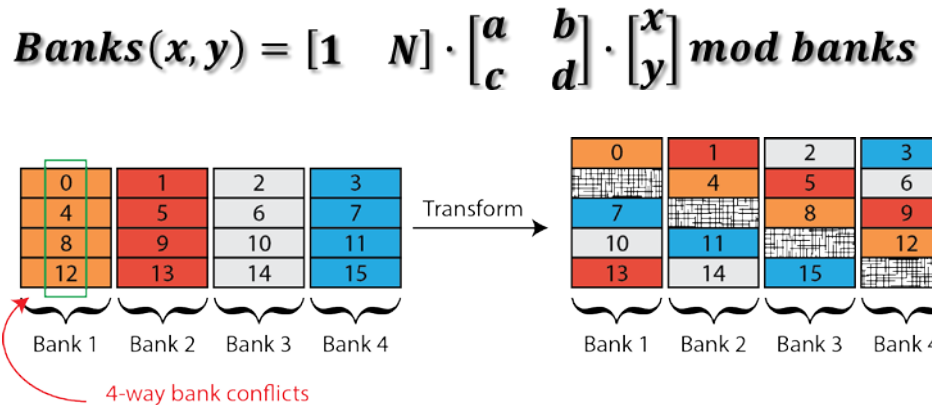 Banks(x, y) = [1 N] · [a b c d] · [x y] mod banks
0 1 2 3
0 1 2 3
4 5 6
4 5 6 7
7 8 9
8 9 10 11
10 11 12
12 13 14 15
13 14 15
Transform
Bank 1 Bank 2 Bank 3 Bank 4
Bank 1 Bank 2 Bank 3 Bank 4
4-way bank conflicts